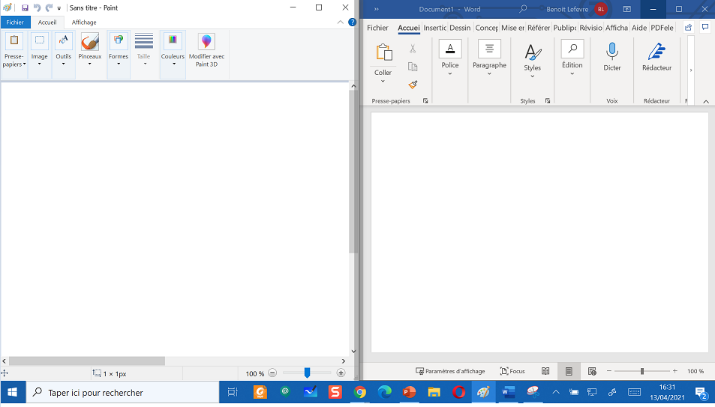 Sans titre - Paint
Fichier Accueil Affichage
Presse-papiers Image Outils Pinceaux Formes Taille Couleurs Modifier avec Paint 3D
1 × 1px 100 %
Document1 - Word Benoit Lefevre BL
Fichier Accuei Insertic Dessin Concep Mise er Référer Publip Révisio Afficha Aide PDFele
Coller Police Paragraphe Styles Édition Dicter Rédacteur
Presse-papiers Styles Voix Rédacteur
Paramètres d'affichage Focus 100 %
Taper ici pour rechercher
16:31
13/04/2021
2